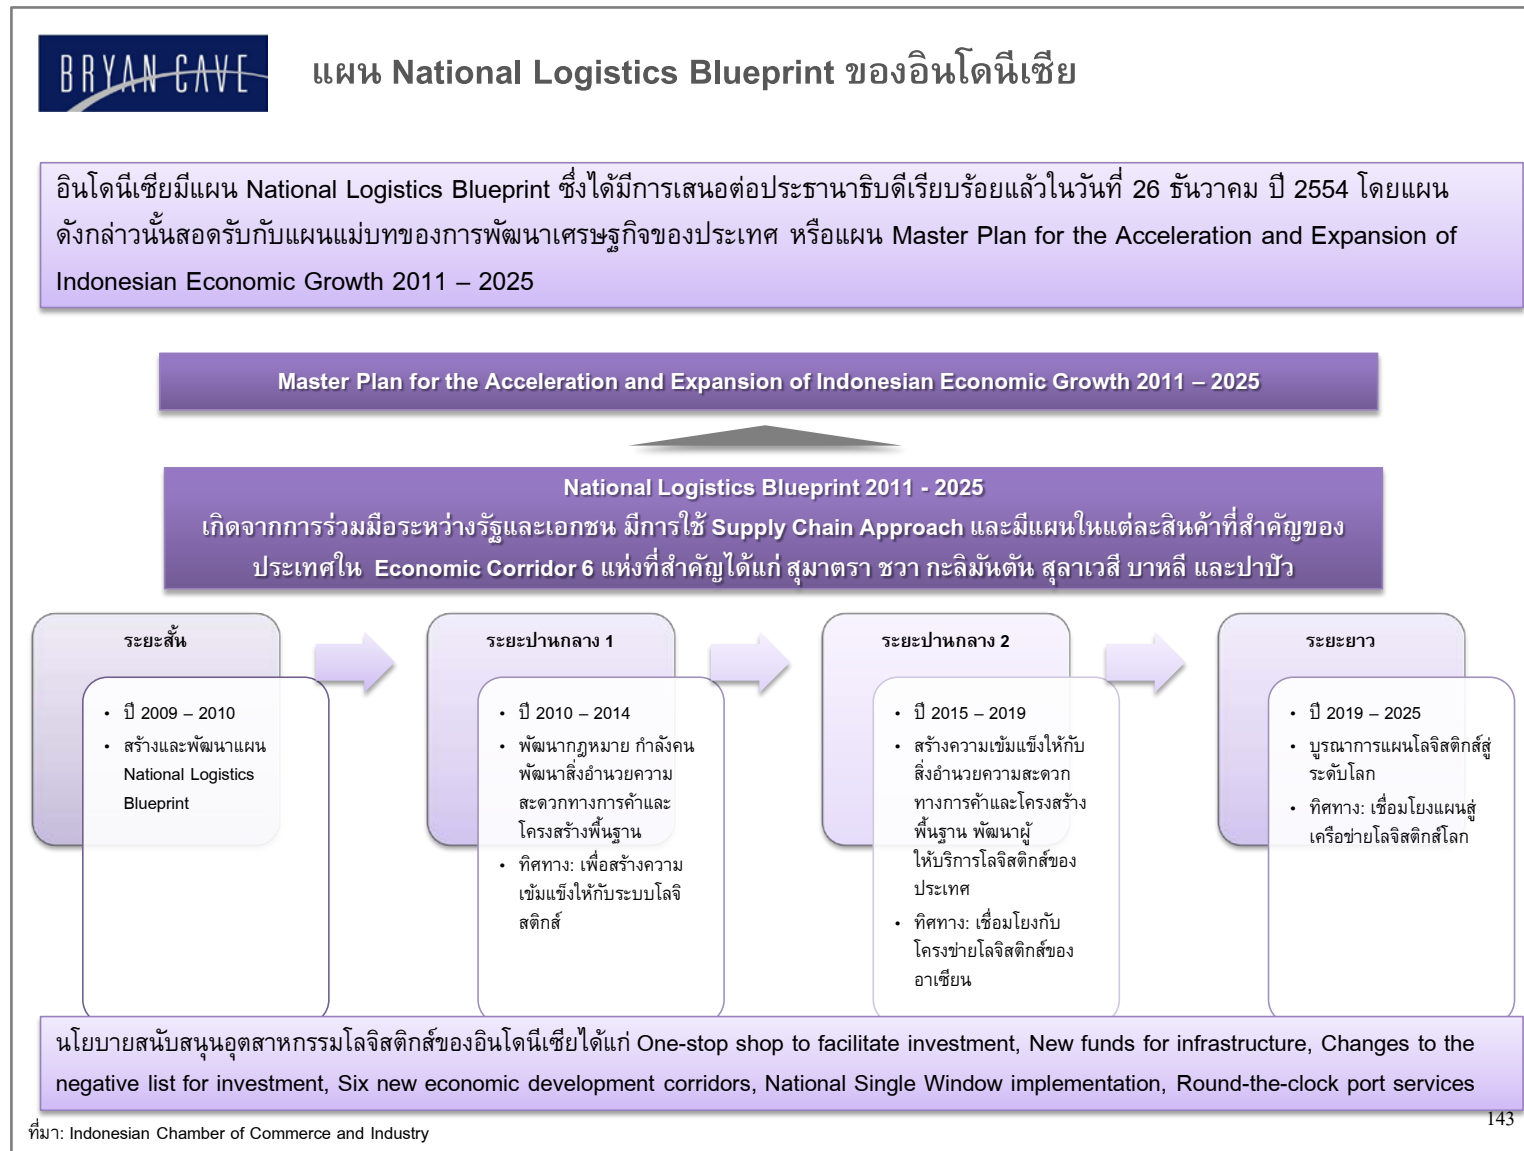 BRYAN CAVE
แผน National Logistics Blueprint ของอินโดนีเซีย
อินโดนีเซียมีแผน National Logistics Blueprint ซึ่งได้มีการเสนอต่อประธานาธิบดีเรียบร้อยแล้วในวันที่ 26 ธันวาคม ปี 2554 โดยแผน
ดังกล่าวนั้นสอดรับกับแผนแม่บทของการพัฒนาเศรษฐกิจของประเทศ หรือแผน Master Plan for the Acceleration and Expansion of
Indonesian Economic Growth 2011 – 2025
Master Plan for the Acceleration and Expansion of Indonesian Economic Growth 2011 – 2025
National Logistics Blueprint 2011 - 2025
เกิดจากการร่วมมือระหว่างรัฐและเอกชน มีการใช้ Supply Chain Approach และมีแผนในแต่ละสินค้าที่สำคัญของ
ประเทศใน Economic Corridor 6 แห่งที่สำคัญได้แก่ สุมาตรา ชวา กะลิมันตัน สุลาเวสี บาหลี และปาปัว
ระยะสั้น
• ปี 2009 – 2010
• สร้างและพัฒนาแผน
National Logistics
Blueprint
ระยะปานกลาง 1
• ปี 2010 – 2014
• พัฒนากฎหมาย กำลังคน
พัฒนาสิ่งอำนวยความ
สะดวกทางการค้าและ
โครงสร้างพื้นฐาน
• ทิศทาง: เพื่อสร้างความ
เข้มแข็งให้กับระบบโลจิ
สติกส์
ระยะปานกลาง 2
• ปี 2015 – 2019
• สร้างความเข้มแข็งให้กับ
สิ่งอำนวยความสะดวก
ทางการค้าและโครงสร้าง
พื้นฐาน พัฒนาผู้
ให้บริการโลจิสติกส์ของ
ประเทศ
• ทิศทาง: เชื่อมโยงกับ
โครงข่ายโลจิสติกส์ของ
อาเซียน
ระยะยาว
• ปี 2019 – 2025
• บูรณาการแผนโลจิสติกส์สู่
ระดับโลก
• ทิศทาง: เชื่อมโยงแผนสู่
เครือข่ายโลจิสติกส์โลก
นโยบายสนับสนุนอุตสาหกรรมโลจิสติกส์ของอินโดนีเซียได้แก่ One-stop shop to facilitate investment, New funds for infrastructure, Changes to the
negative list for investment, Six new economic development corridors, National Single Window implementation, Round-the-clock port services
143
ที่มา: Indonesian Chamber of Commerce and Industry